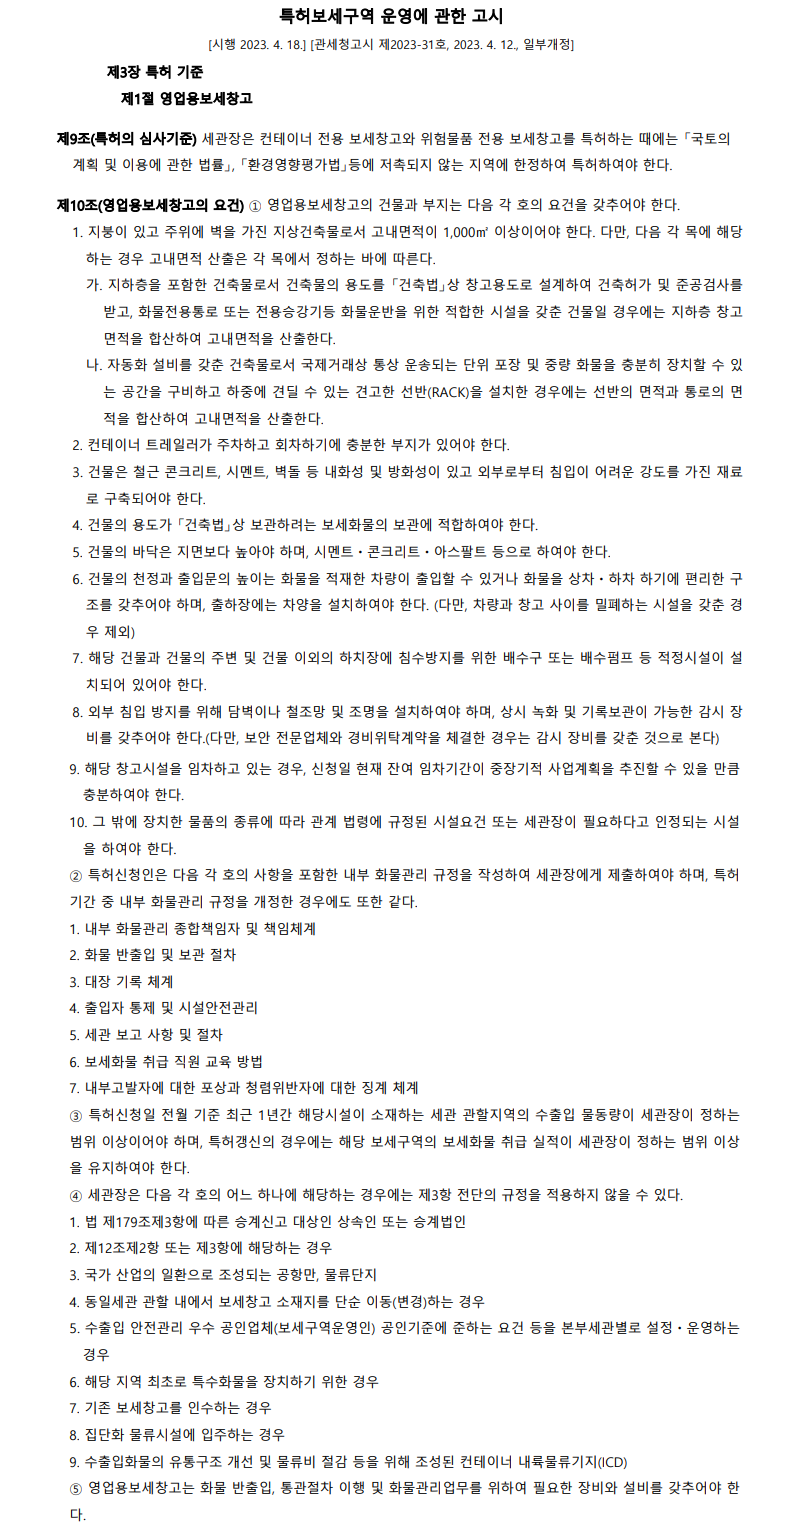 특허보세구역 운영에 관한 고시
[시행 2023. 4. 18.] [관세청고시 제2023-31호, 2023. 4. 12., 일부개정]
제3장 특허 기준
제1절 영업용보세창고
제9조(특허의 심사기준) 세관장은 컨테이너 전용 보세창고와 위험물품 전용 보세창고를 특허하는 때에는 「국토의
계획 및 이용에 관한 법률」, 「환경영향평가법」등에 저촉되지 않는 지역에 한정하여 특허하여야 한다.
제10조(영업용보세창고의 요건) ① 영업용보세창고의 건물과 부지는 다음 각 호의 요건을 갖추어야 한다.
1. 지붕이 있고 주위에 벽을 가진 지상건축물로서 고내면적이 1,000㎡ 이상이어야 한다. 다만, 다음 각 목에 해당
하는 경우 고내면적 산출은 각 목에서 정하는 바에 따른다.
가. 지하층을 포함한 건축물로서 건축물의 용도를 「건축법」상 창고용도로 설계하여 건축허가 및 준공검사를
받고, 화물전용통로 또는 전용승강기등 화물운반을 위한 적합한 시설을 갖춘 건물일 경우에는 지하층 창고
면적을 합산하여 고내면적을 산출한다.
나. 자동화 설비를 갖춘 건축물로서 국제거래상 통상 운송되는 단위 포장 및 중량 화물을 충분히 장치할 수 있
는 공간을 구비하고 하중에 견딜 수 있는 견고한 선반(RACK)을 설치한 경우에는 선반의 면적과 통로의 면
적을 합산하여 고내면적을 산출한다.
2. 컨테이너 트레일러가 주차하고 회차하기에 충분한 부지가 있어야 한다.
3. 건물은 철근 콘크리트, 시멘트, 벽돌 등 내화성 및 방화성이 있고 외부로부터 침입이 어려운 강도를 가진 재료
로 구축되어야 한다.
4. 건물의 용도가 「건축법」상 보관하려는 보세화물의 보관에 적합하여야 한다.
5. 건물의 바닥은 지면보다 높아야 하며, 시멘트·콘크리트·아스팔트 등으로 하여야 한다.
6. 건물의 천정과 출입문의 높이는 화물을 적재한 차량이 출입할 수 있거나 화물을 상차·하차 하기에 편리한 구
조를 갖추어야 하며, 출하장에는 차양을 설치하여야 한다. (다만, 차량과 창고 사이를 밀폐하는 시설을 갖춘 경
우 제외)
7. 해당 건물과 건물의 주변 및 건물 이외의 하치장에 침수방지를 위한 배수구 또는 배수펌프 등 적정시설이 설
치되어 있어야 한다.
8. 외부 침입 방지를 위해 담벽이나 철조망 및 조명을 설치하여야 하며, 상시 녹화 및 기록보관이 가능한 감시 장
비를 갖추어야 한다.(다만, 보안 전문업체와 경비위탁계약을 체결한 경우는 감시 장비를 갖춘 것으로 본다)
9. 해당 창고시설을 임차하고 있는 경우, 신청일 현재 잔여 임차기간이 중장기적 사업계획을 추진할 수 있을 만큼
충분하여야 한다.
10. 그 밖에 장치한 물품의 종류에 따라 관계 법령에 규정된 시설요건 또는 세관장이 필요하다고 인정되는 시설
을 하여야 한다.
② 특허신청인은 다음 각 호의 사항을 포함한 내부 화물관리 규정을 작성하여 세관장에게 제출하여야 하며, 특허
기간 중 내부 화물관리 규정을 개정한 경우에도 또한 같다.
1. 내부 화물관리 종합책임자 및 책임체계
2. 화물 반출입 및 보관 절차
3. 대장 기록 체계
4. 출입자 통제 및 시설안전관리
5. 세관 보고 사항 및 절차
6. 보세화물 취급 직원 교육 방법
7. 내부고발자에 대한 포상과 청렴위반자에 대한 징계 체계
③ 특허신청일 전월 기준 최근 1년간 해당시설이 소재하는 세관 관할지역의 수출입 물동량이 세관장이 정하는
범위 이상이어야 하며, 특허갱신의 경우에는 해당 보세구역의 보세화물 취급 실적이 세관장이 정하는 범위 이상
을 유지하여야 한다.
④ 세관장은 다음 각 호의 어느 하나에 해당하는 경우에는 제3항 전단의 규정을 적용하지 않을 수 있다.
1. 법 제179조제3항에 따른 승계신고 대상인 상속인 또는 승계법인
2. 제12조제2항 또는 제3항에 해당하는 경우
3. 국가 산업의 일환으로 조성되는 공항만, 물류단지
4. 동일세관 관할 내에서 보세창고 소재지를 단순 이동(변경)하는 경우
5. 수출입 안전관리 우수 공인업체(보세구역운영인) 공인기준에 준하는 요건 등을 본부세관별로 설정·운영하는
경우
6. 해당 지역 최초로 특수화물을 장치하기 위한 경우
7. 기존 보세창고를 인수하는 경우
8. 집단화 물류시설에 입주하는 경우
9. 수출입화물의 유통구조 개선 및 물류비 절감 등을 위해 조성된 컨테이너 내륙물류기지(ICD)
⑤ 영업용보세창고는 화물 반출입, 통관절차 이행 및 화물관리업무를 위하여 필요한 장비와 설비를 갖추어야 한
다.